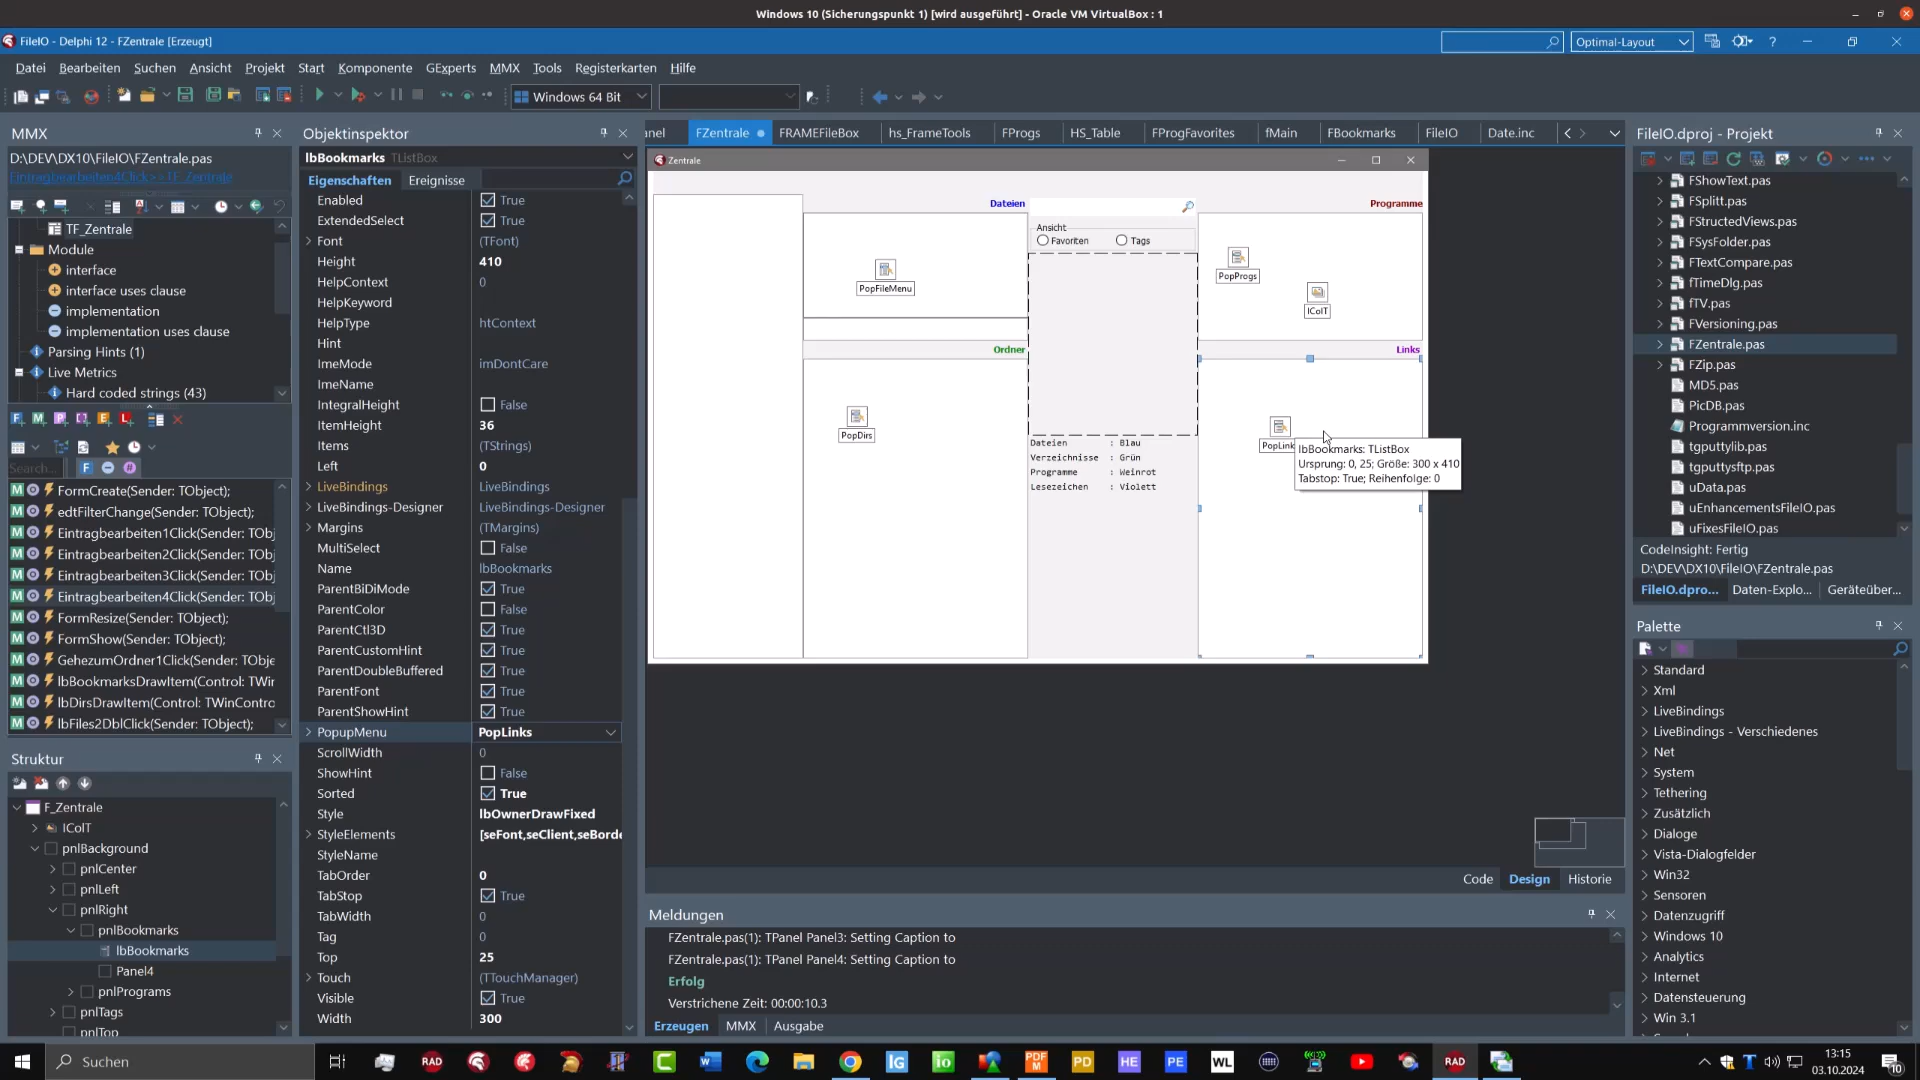 Windows 10 (Sicherungspunkt 1) [wird ausgeführt] - Oracle VM VirtualBox : 1
FileIO - Delphi 12 - FZentrale [Erzeugt]
Optimal-Layout
Datei Bearbeiten Suchen Ansicht Projekt Start Komponente GExperts MMX Tools Registerkarten Hilfe
Windows 64 Bit
MMX
D:\DEV\DX10\FileIO\FZentrale.pas
Eintragbearbeiten4Click>>TF_Zentrale
TF_Zentrale
Module
interface
interface uses clause
implementation
implementation uses clause
Parsing Hints (1)
Live Metrics
Hard coded strings (43)
Search...
FormCreate(Sender: TObject);
edtFilterChange(Sender: TObject);
Eintragbearbeiten1Click(Sender: TObj
Eintragbearbeiten2Click(Sender: TObj
Eintragbearbeiten3Click(Sender: TObj
Eintragbearbeiten4Click(Sender: TObj
FormResize(Sender: TObject);
FormShow(Sender: TObject);
GehezumOrdner1Click(Sender: TObje
lbBookmarksDrawItem(Control: TWir
lbDirsDrawItem(Control: TWinContro
lbFiles2DblClick(Sender: TObject);
Struktur
F_Zentrale
IColT
pnlBackground
pnlCenter
pnlLeft
pnlRight
pnlBookmarks
lbBookmarks
Panel4
pnlPrograms
pnlTags
pnlTop
Objektinspektor
lbBookmarks TListBox
Eigenschaften Ereignisse
Enabled True
ExtendedSelect True
Font (TFont)
Height 410
HelpContext 0
HelpKeyword
HelpType htContext
Hint
ImeMode imDontCare
ImeName
IntegralHeight False
ItemHeight 36
Items (TStrings)
Left 0
LiveBindings LiveBindings
LiveBindings-Designer LiveBindings-Designer
Margins (TMargins)
MultiSelect False
Name lbBookmarks
ParentBiDiMode True
ParentColor False
ParentCtl3D True
ParentCustomHint True
ParentDoubleBuffered True
ParentFont True
ParentShowHint True
PopupMenu PopLinks
ScrollWidth 0
ShowHint False
Sorted True
Style lbOwnerDrawFixed
StyleElements [seFont,seClient,seBorde
StyleName
TabOrder 0
TabStop True
TabWidth 0
Tag 0
Top 25
Touch (TTouchManager)
Visible True
Width 300
anel FZentrale FRAMEFileBox hs_FrameTools FProgs HS_Table FProgFavorites fMain FBookmarks FileIO Date.inc
Zentrale
Dateien
Programme
Ansicht
Favoriten Tags
PopFileMenu
PopProgs
IColT
Ordner
Links
PopDirs
PopLink
lbBookmarks: TListBox
Ursprung: 0, 25; Größe: 300 x 410
Tabstop: True; Reihenfolge: 0
Dateien : Blau
Verzeichnisse : Grün
Programme : Weinrot
Lesezeichen : Violett
Code Design Historie
Meldungen
FZentrale.pas(1): TPanel Panel3: Setting Caption to
FZentrale.pas(1): TPanel Panel4: Setting Caption to
Erfolg
Verstrichene Zeit: 00:00:10.3
Erzeugen MMX Ausgabe
FileIO.dproj - Projekt
FShowText.pas
FSplitt.pas
FStructedViews.pas
FSysFolder.pas
FTextCompare.pas
fTimeDlg.pas
fTV.pas
FVersioning.pas
FZentrale.pas
FZip.pas
MD5.pas
PicDB.pas
Programmversion.inc
tgputtylib.pas
tgputtysftp.pas
uData.pas
uEnhancementsFileIO.pas
uFixesFileIO.pas
CodeInsight: Fertig
D:\DEV\DX10\FileIO\FZentrale.pas
FileIO.dpro... Daten-Explo... Geräteüber...
Palette
Standard
Xml
LiveBindings
LiveBindings - Verschiedenes
Net
System
Tethering
Zusätzlich
Dialoge
Vista-Dialogfelder
Win32
Sensoren
Datenzugriff
Windows 10
Analytics
Internet
Datensteuerung
Win 3.1
Suchen
RAD
IG
io
PDF
M
PD
HE
PE
WL
RAD
13:15
03.10.2024
10